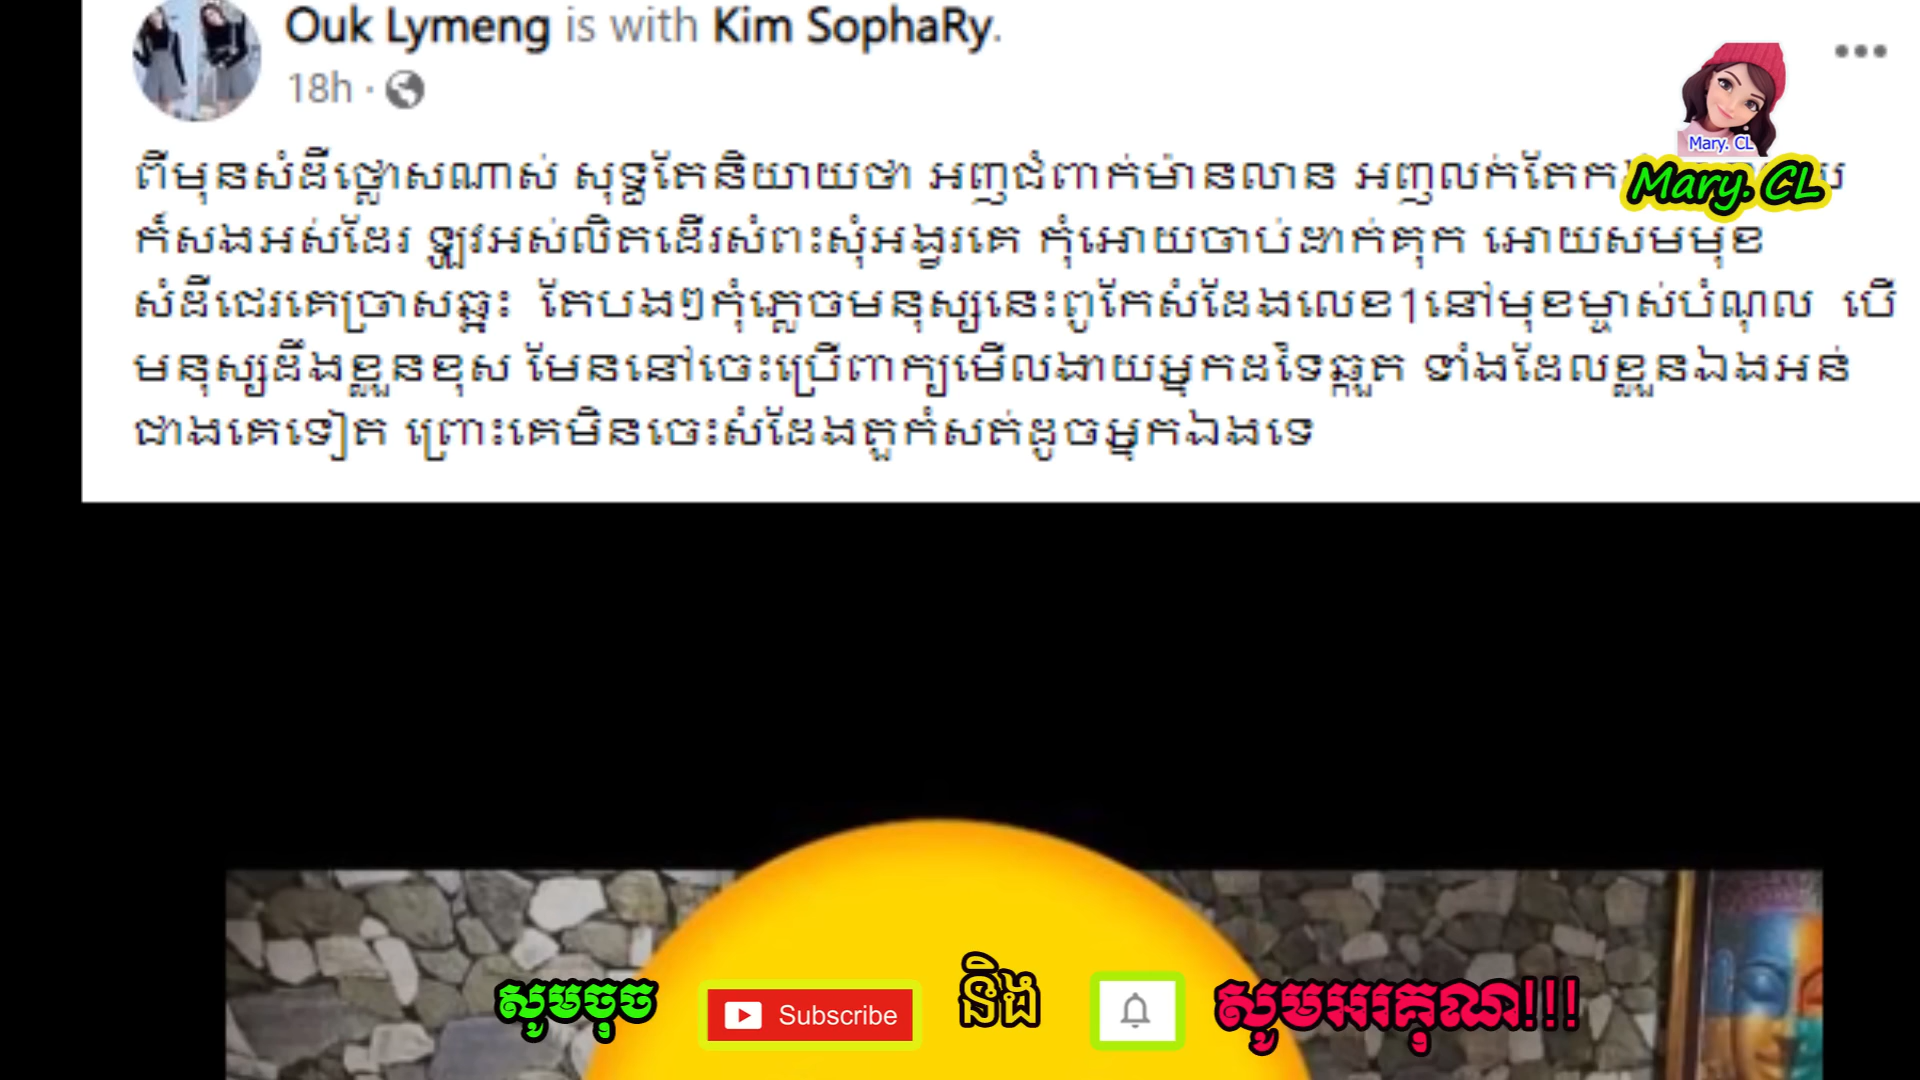 Ouk Lymeng is with Kim SophaRy.
18h ·
Mary. CL
Mary. CL
ពីមុនសំដីថ្លោសណាស់ សុទ្ឋតែនិយាយថា អញជំពាក់ម៉ានលាន អញលក់តែក
ក៏សងអស់ដែរ ឡូវអស់លិតដើរសំពះសុំអង្វរគេ កុំអោយចាប់ដាក់គុក អោយសមមុខ
សំដីជេរគេច្រាសឆ្អះ តែបងៗកុំភ្លេចមនុស្សនេះពូកែសំដែងលេខ1នៅមុខម្ចាស់បំណុល បើ
មនុស្សដឹងខ្លួនខុស មែននៅចេះប្រើពាក្យមើលងាយអ្នកដទៃឆ្កួត ទាំងដែលខ្លួនឯងអន់
ជាងគេទៀត ព្រោះគេមិនចេះសំដែងតួកំសត់ដូចអ្នកឯងទេ
សូមចុច Subscribe និង សូមអរគុណ!!!